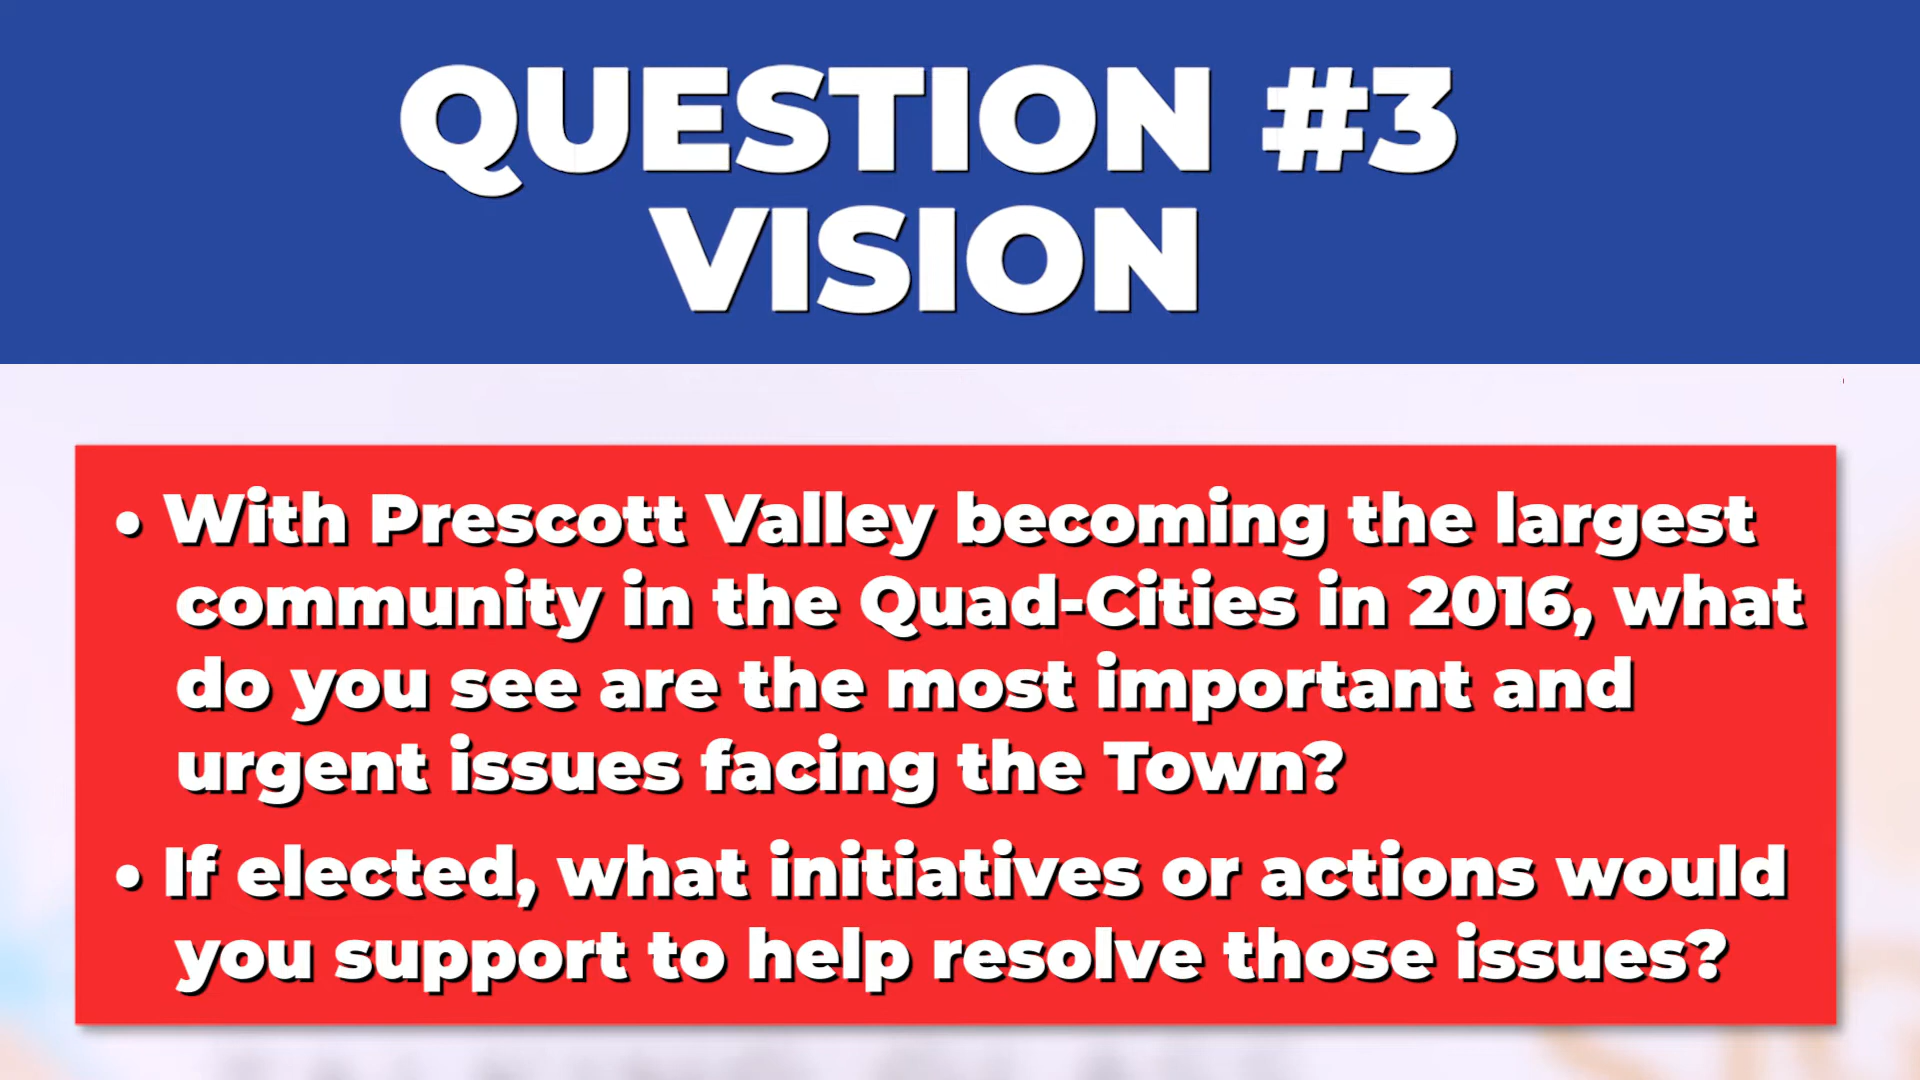 QUESTION #3
VISION
• With Prescott Valley becoming the largest
community in the Quad-Cities in 2016, what
do you see are the most important and
urgent issues facing the Town?
• If elected, what initiatives or actions would
you support to help resolve those issues?